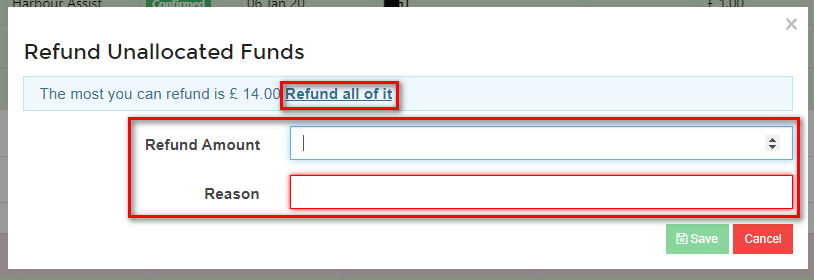 Harbour Assist Confirmed 06 Jan 20 £ 1.00
×
Refund Unallocated Funds
The most you can refund is £ 14.00 Refund all of it
Refund Amount
Reason
Save Cancel